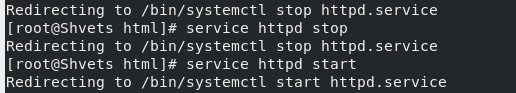 Redirecting to /bin/systemctl stop httpd.service
[root@Shvets html]# service httpd stop
Redirecting to /bin/systemctl stop httpd.service
[root@Shvets html]# service httpd start
Redirecting to /bin/systemctl start httpd.service